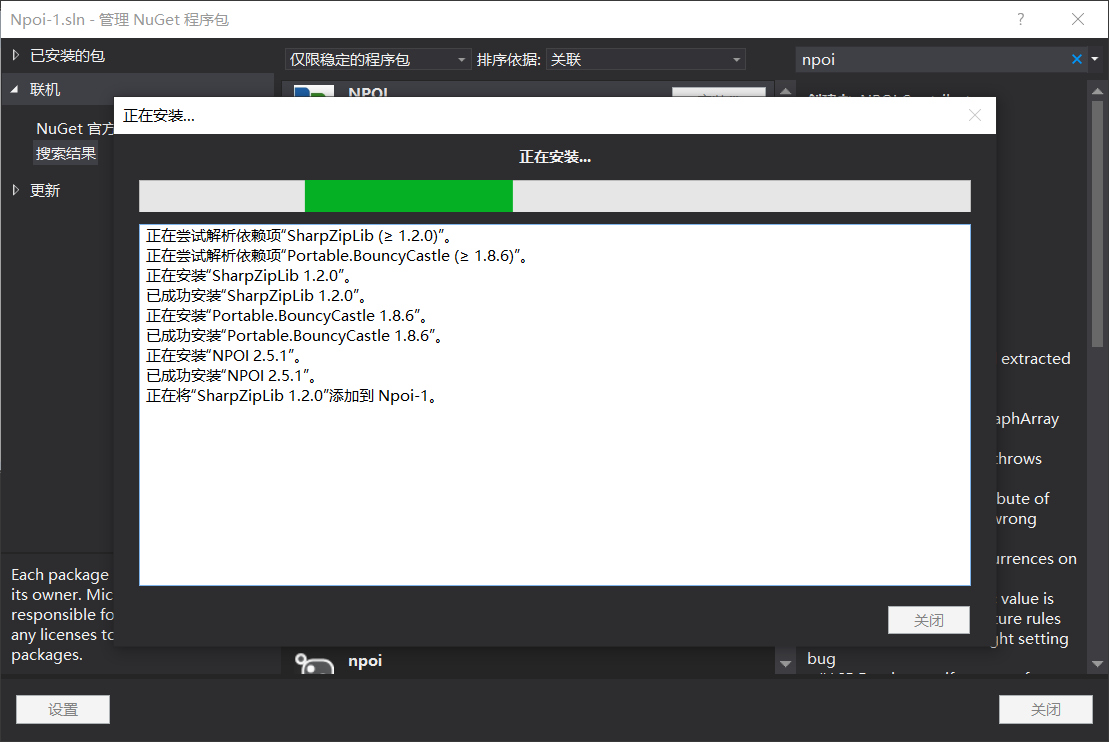 Npoi-1.sln - 管理 NuGet 程序包
已安装的包
仅限稳定的程序包
排序依据: 关联
npoi
联机
NPOI
NuGet 官方
搜索结果
更新
正在安装...
正在安装...
正在尝试解析依赖项“SharpZipLib (≥ 1.2.0)”。
正在尝试解析依赖项“Portable.BouncyCastle (≥ 1.8.6)”。
正在安装“SharpZipLib 1.2.0”。
已成功安装“SharpZipLib 1.2.0”。
正在安装“Portable.BouncyCastle 1.8.6”。
已成功安装“Portable.BouncyCastle 1.8.6”。
正在安装“NPOI 2.5.1”。
已成功安装“NPOI 2.5.1”。
正在将“SharpZipLib 1.2.0”添加到 Npoi-1。
关闭
extracted
aphArray
throws
bute of
wrong
urrences on
value is
ture rules
ght setting
bug
Each package
its owner. Mic
responsible fo
any licenses to
packages.
npoi
设置
关闭